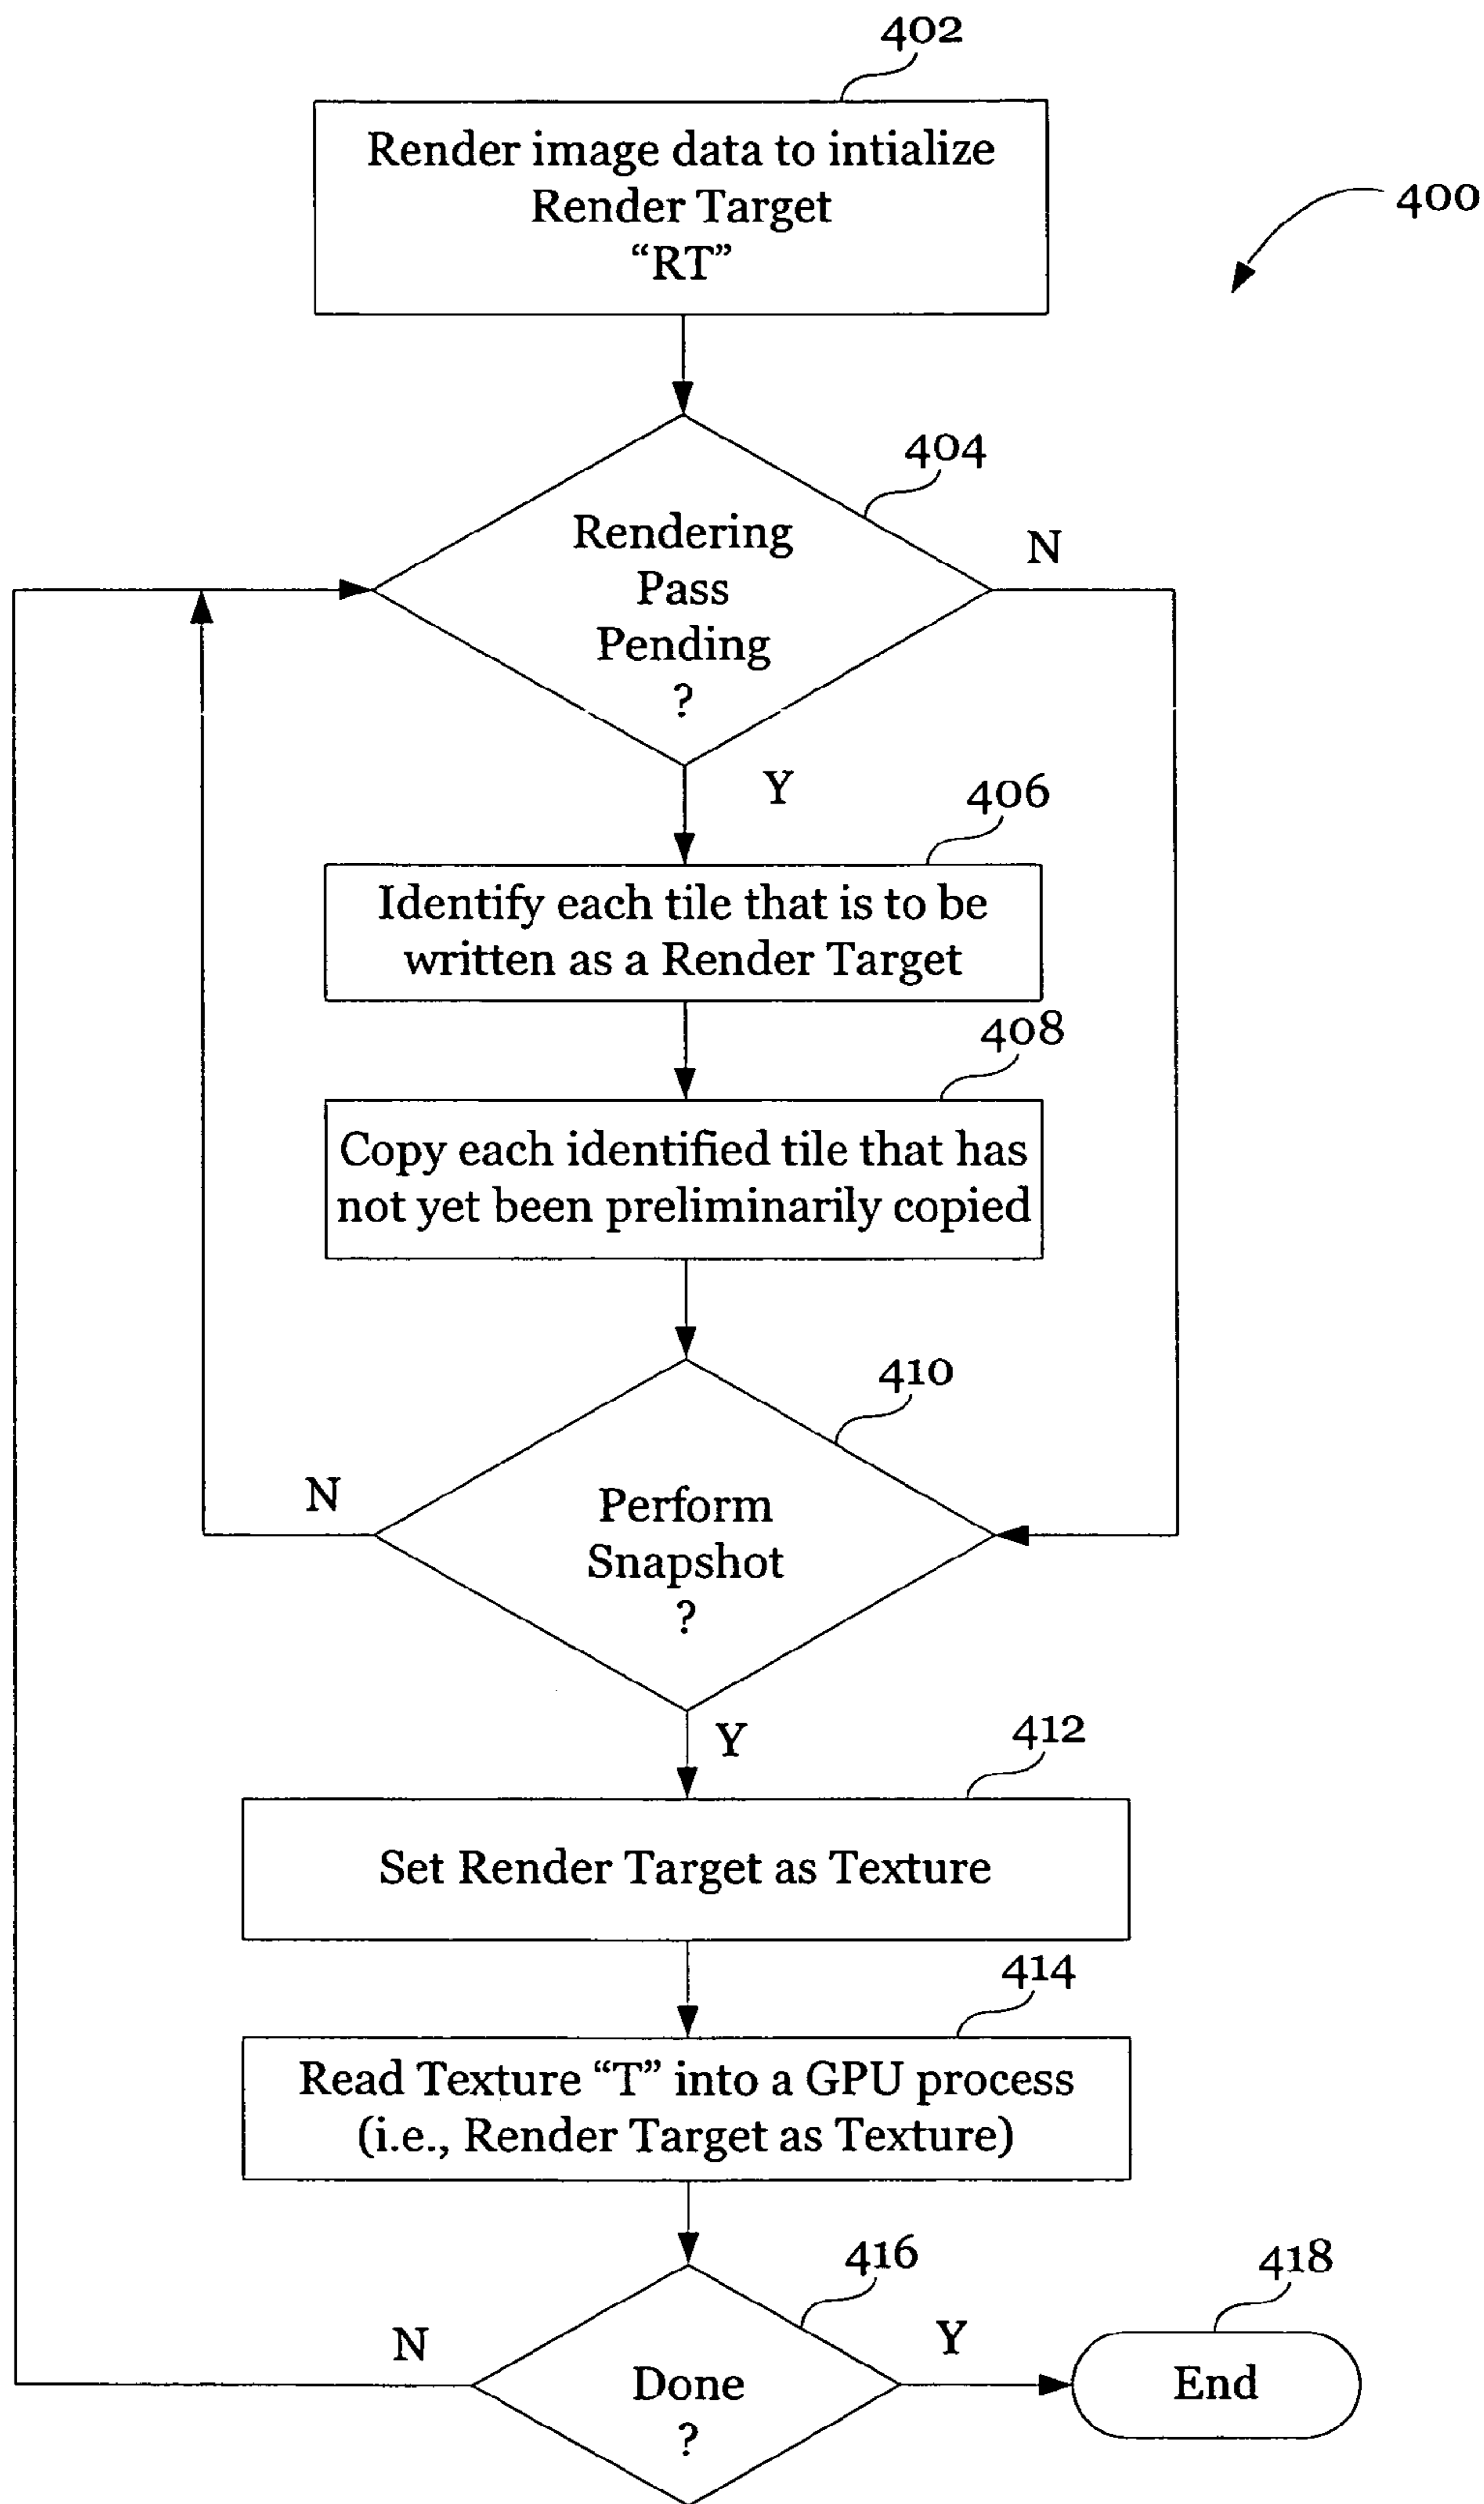 402
Render image data to intialize
Render Target
“RT”
400
404
Rendering
Pass
Pending
?
N
Y
406
Identify each tile that is to be
written as a Render Target
408
Copy each identified tile that has
not yet been preliminarily copied
410
Perform
Snapshot
?
N
Y
412
Set Render Target as Texture
414
Read Texture “T” into a GPU process
(i.e., Render Target as Texture)
416
Done
?
N
Y
418
End